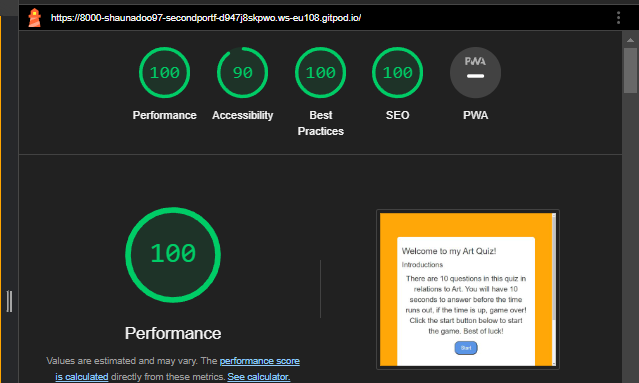 https://8000-shaunadoo97-secondportf-d947j8skpwo.ws-eu108.gitpod.io/
100 90 100 100 PWA
Performance Accessibility Best Practices SEO PWA
100
Performance
Values are estimated and may vary. The performance score
is calculated directly from these metrics. See calculator.
Welcome to my Art Quiz!
Introductions
There are 10 questions in this quiz in
relations to Art. You will have 10
seconds to answer before the time
runs out, if the time is up, game over!
Click the start button below to start
the game. Best of luck!
Start